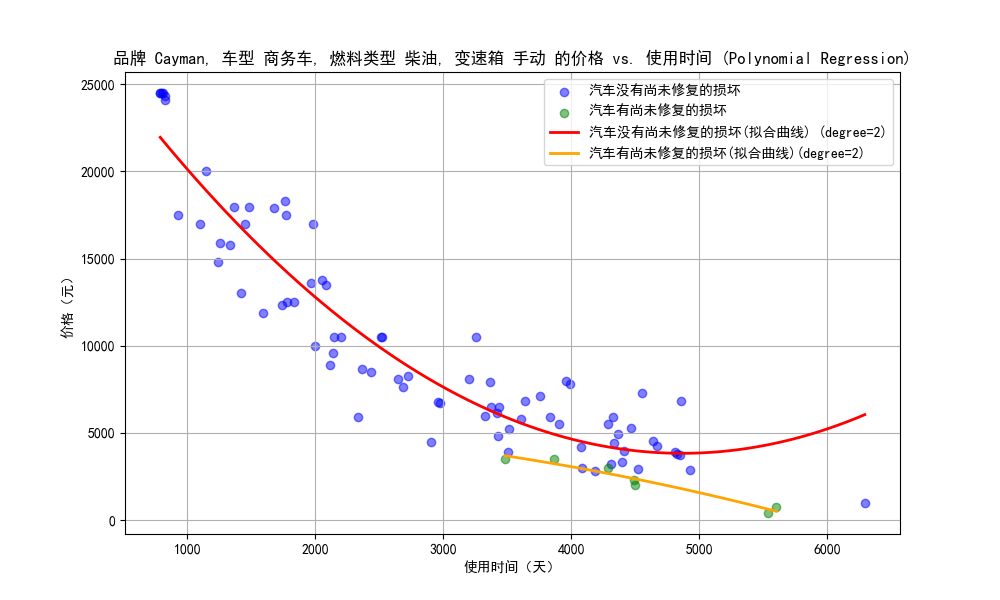 品牌 Cayman, 车型 商务车, 燃料类型 柴油, 变速箱 手动 的价格 vs. 使用时间 (Polynomial Regression)
汽车没有尚未修复的损坏
汽车有尚未修复的损坏
汽车没有尚未修复的损坏(拟合曲线) (degree=2)
汽车有尚未修复的损坏(拟合曲线)(degree=2)
价格（元）
25000
20000
15000
10000
5000
0
1000 2000 3000 4000 5000 6000
使用时间（天）